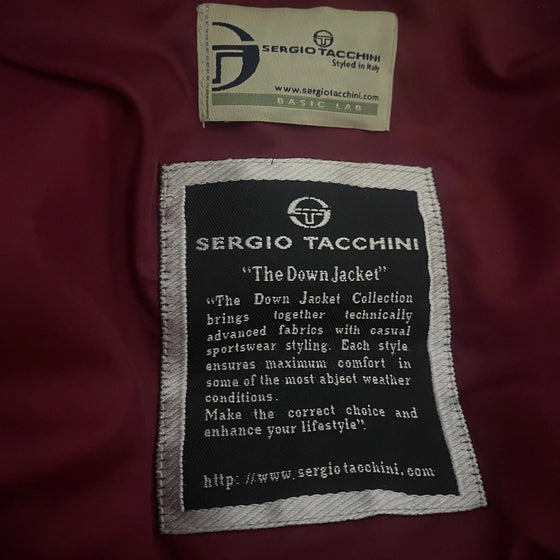 SERGIO TACCHINI
Styled in Italy
www.sergiotacchini.com
BASIC LAB
SERGIO TACCHINI
"The Down Jacket"
"The Down Jacket Collection
brings together technically
advanced fabrics with casual
sportswear styling. Each style
ensures maximum comfort in
some of the most abject weather
conditions.
Make the correct choice and
enhance your lifestyle".
http://www.sergiotacchini.com